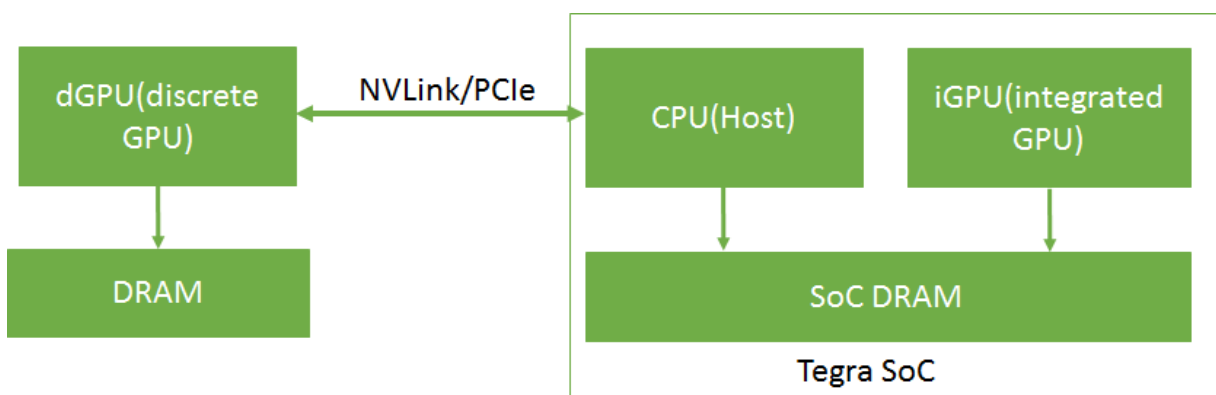 dGPU(discrete
GPU)
NVLink/PCIe
CPU(Host)
iGPU(integrated
GPU)
DRAM
SoC DRAM
Tegra SoC